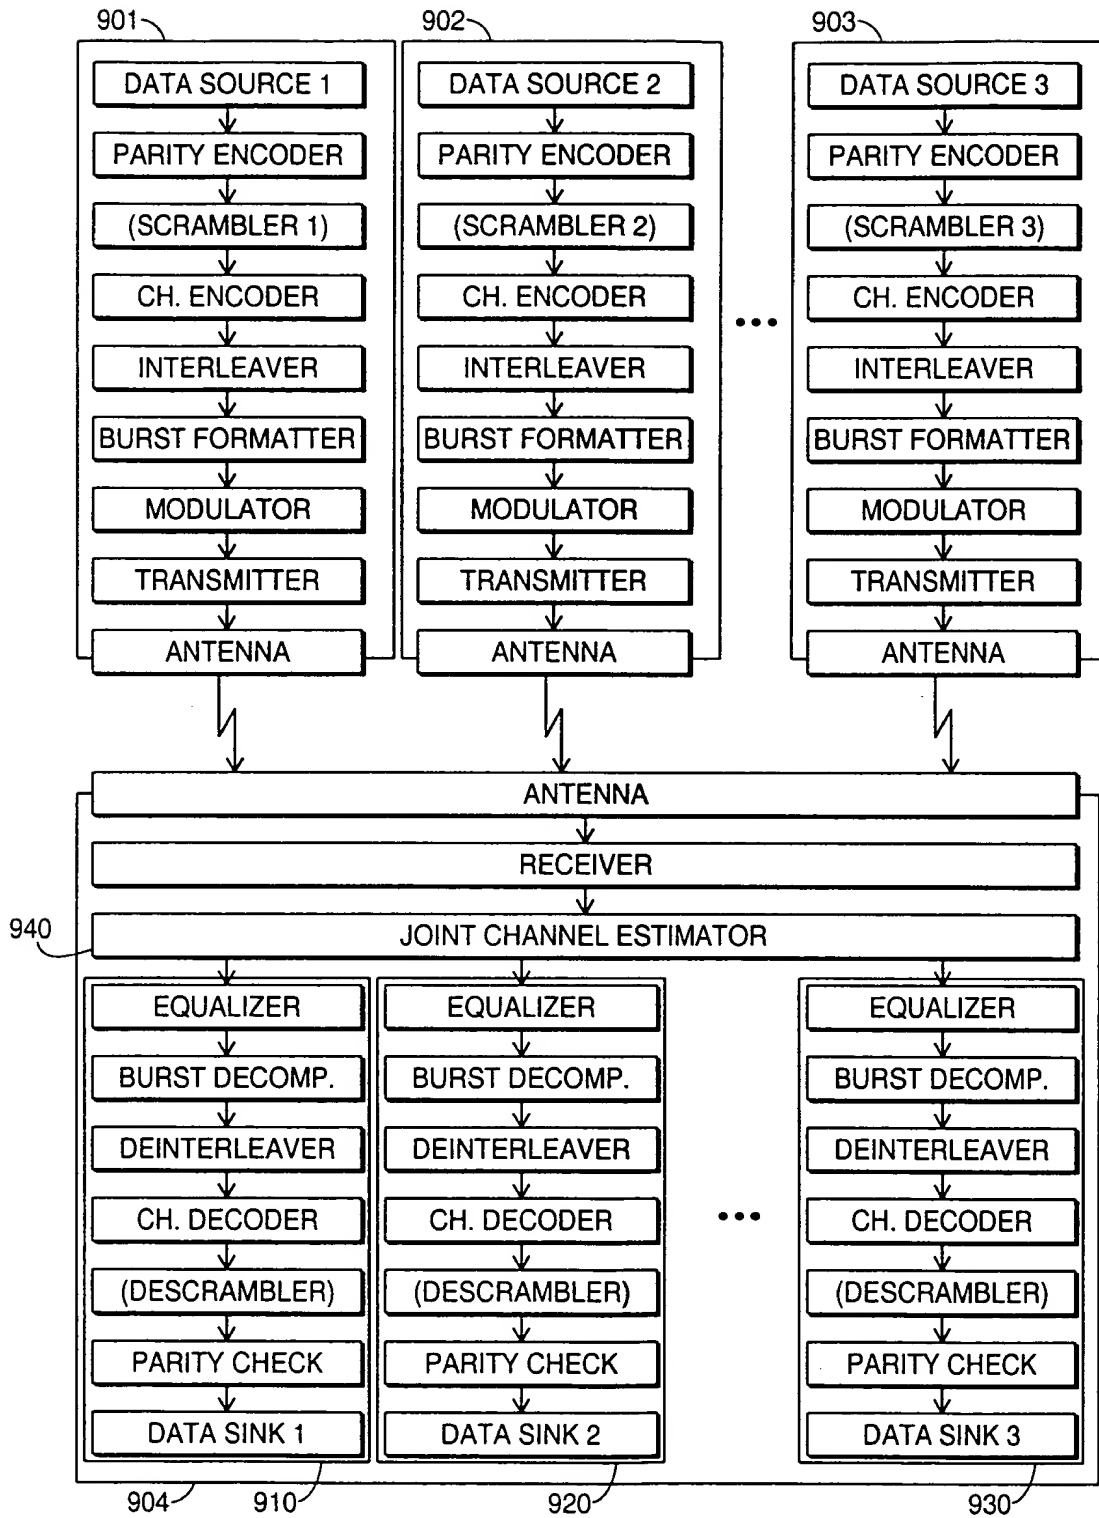 901
902
903
DATA SOURCE 1
DATA SOURCE 2
DATA SOURCE 3
PARITY ENCODER
PARITY ENCODER
PARITY ENCODER
(SCRAMBLER 1)
(SCRAMBLER 2)
(SCRAMBLER 3)
CH. ENCODER
CH. ENCODER
CH. ENCODER
INTERLEAVER
INTERLEAVER
INTERLEAVER
BURST FORMATTER
BURST FORMATTER
BURST FORMATTER
MODULATOR
MODULATOR
MODULATOR
TRANSMITTER
TRANSMITTER
TRANSMITTER
ANTENNA
ANTENNA
ANTENNA
ANTENNA
RECEIVER
940
JOINT CHANNEL ESTIMATOR
EQUALIZER
EQUALIZER
EQUALIZER
BURST DECOMP.
BURST DECOMP.
BURST DECOMP.
DEINTERLEAVER
DEINTERLEAVER
DEINTERLEAVER
CH. DECODER
CH. DECODER
CH. DECODER
(DESCRAMBLER)
(DESCRAMBLER)
(DESCRAMBLER)
PARITY CHECK
PARITY CHECK
PARITY CHECK
DATA SINK 1
DATA SINK 2
DATA SINK 3
904
910
920
930